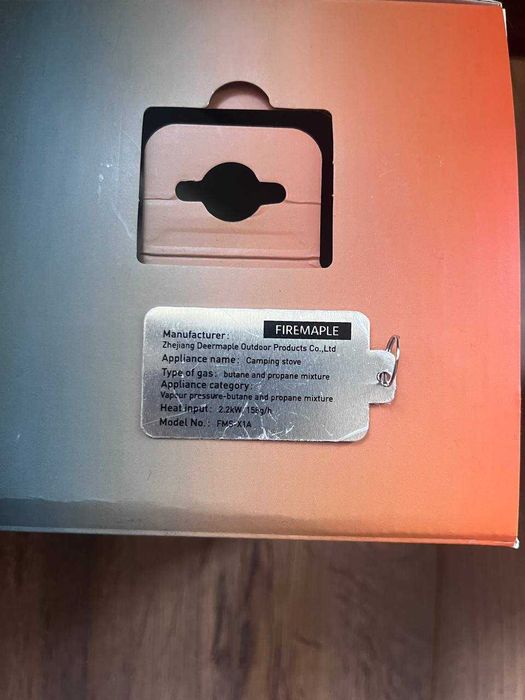 FIREMAPLE
Manufacturer:
Zhejiang Deermaple Outdoor Products Co.,Ltd
Appliance name: Camping stove
Type of gas: butane and propane mixture
Appliance category:
Vapour pressure-butane and propane mixture
Heat input: 2.2kW, 158g/h
Model No.: FMS-X1A